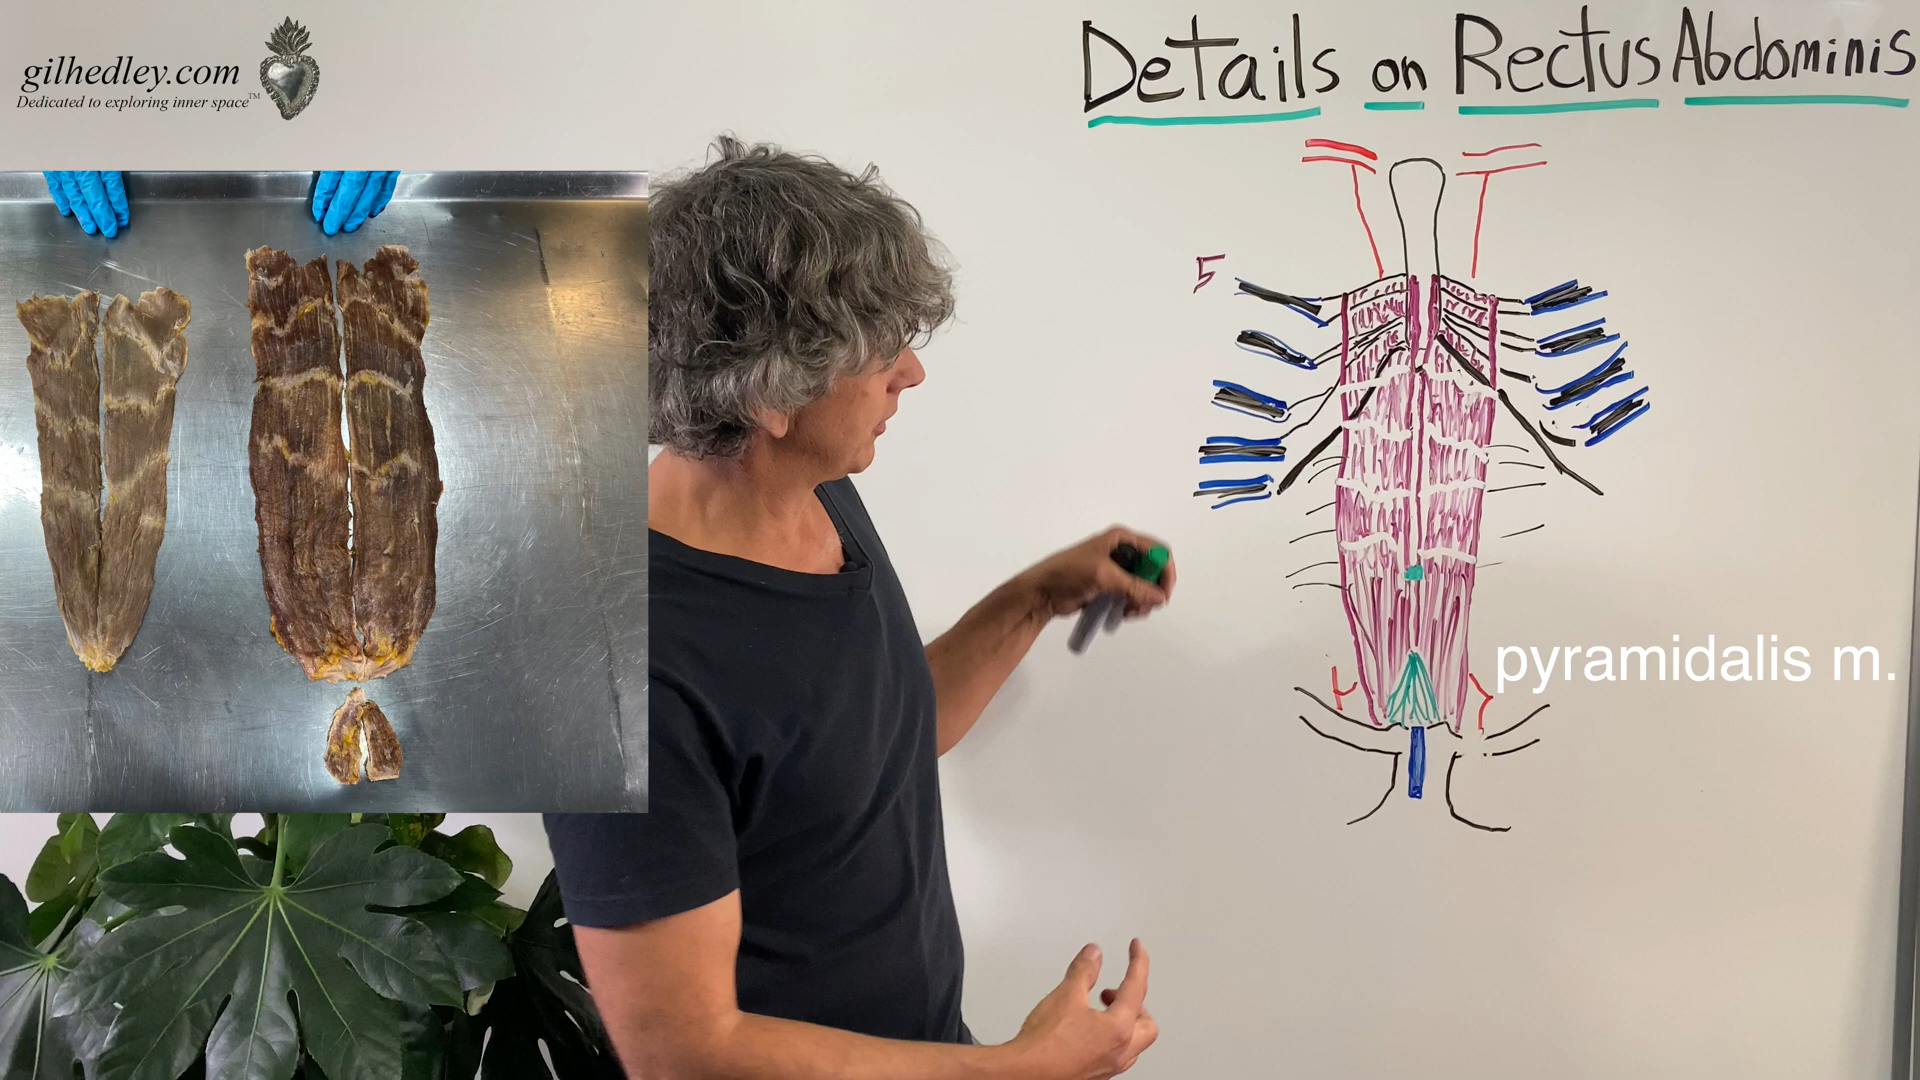 gilhedley.com
Dedicated to exploring inner space™
Details on Rectus Abdominis
5
pyramidalis m.